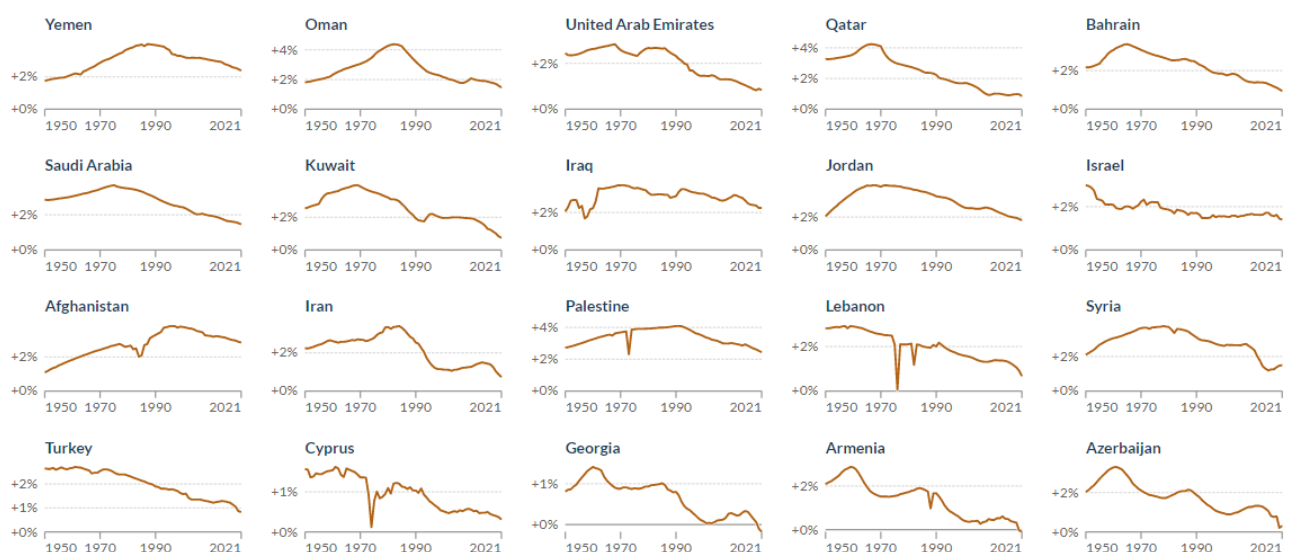 Yemen Oman United Arab Emirates Qatar Bahrain
+4% +4%
+2% +2% +2% +2% +2%
+0% +0% +0% +0% +0%
1950 1970 1990 2021 1950 1970 1990 2021 1950 1970 1990 2021 1950 1970 1990 2021 1950 1970 1990 2021
Saudi Arabia Kuwait Iraq Jordan Israel
+2% +2% +2% +2% +2%
+0% +0% +0% +0% +0%
1950 1970 1990 2021 1950 1970 1990 2021 1950 1970 1990 2021 1950 1970 1990 2021 1950 1970 1990 2021
Afghanistan Iran Palestine Lebanon Syria
+4%
+2% +2% +2% +2% +2%
+0% +0% +0% +0% +0%
1950 1970 1990 2021 1950 1970 1990 2021 1950 1970 1990 2021 1950 1970 1990 2021 1950 1970 1990 2021
Turkey Cyprus Georgia Armenia Azerbaijan
+2% +1% +1% +2% +2%
+1%
+0% +0% +0% +0% +0%
1950 1970 1990 2021 1950 1970 1990 2021 1950 1970 1990 2021 1950 1970 1990 2021 1950 1970 1990 2021